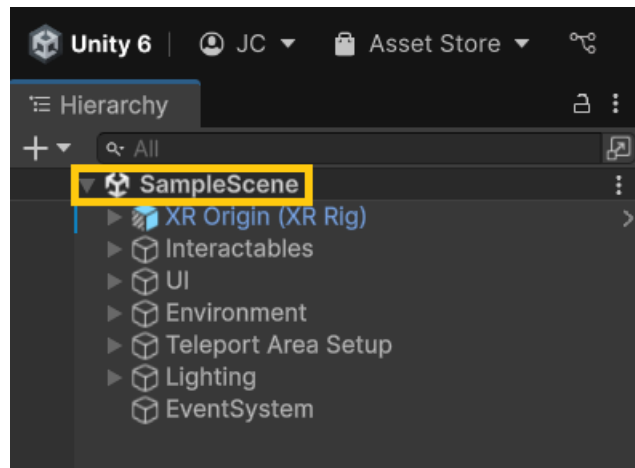 Unity 6 JC Asset Store
Hierarchy
All
SampleScene
XR Origin (XR Rig)
Interactables
UI
Environment
Teleport Area Setup
Lighting
EventSystem